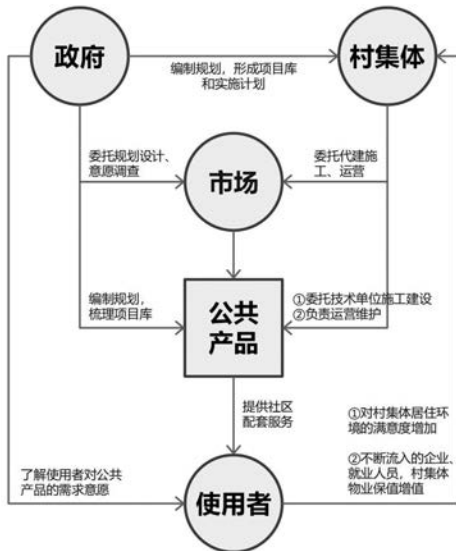 政府
村集体
编制规划，形成项目库
和实施计划
委托规划设计、
意愿调查
市场
委托代建施
工、运营
编制规划，
梳理项目库
公共
产品
①委托技术单位施工建设
②负责运营维护
提供社区
配套服务
①对村集体居住环
境的满意度增加
②不断流入的企业、
就业人员，村集体
物业保值增值
了解使用者对公共
产品的需求意愿
使用者